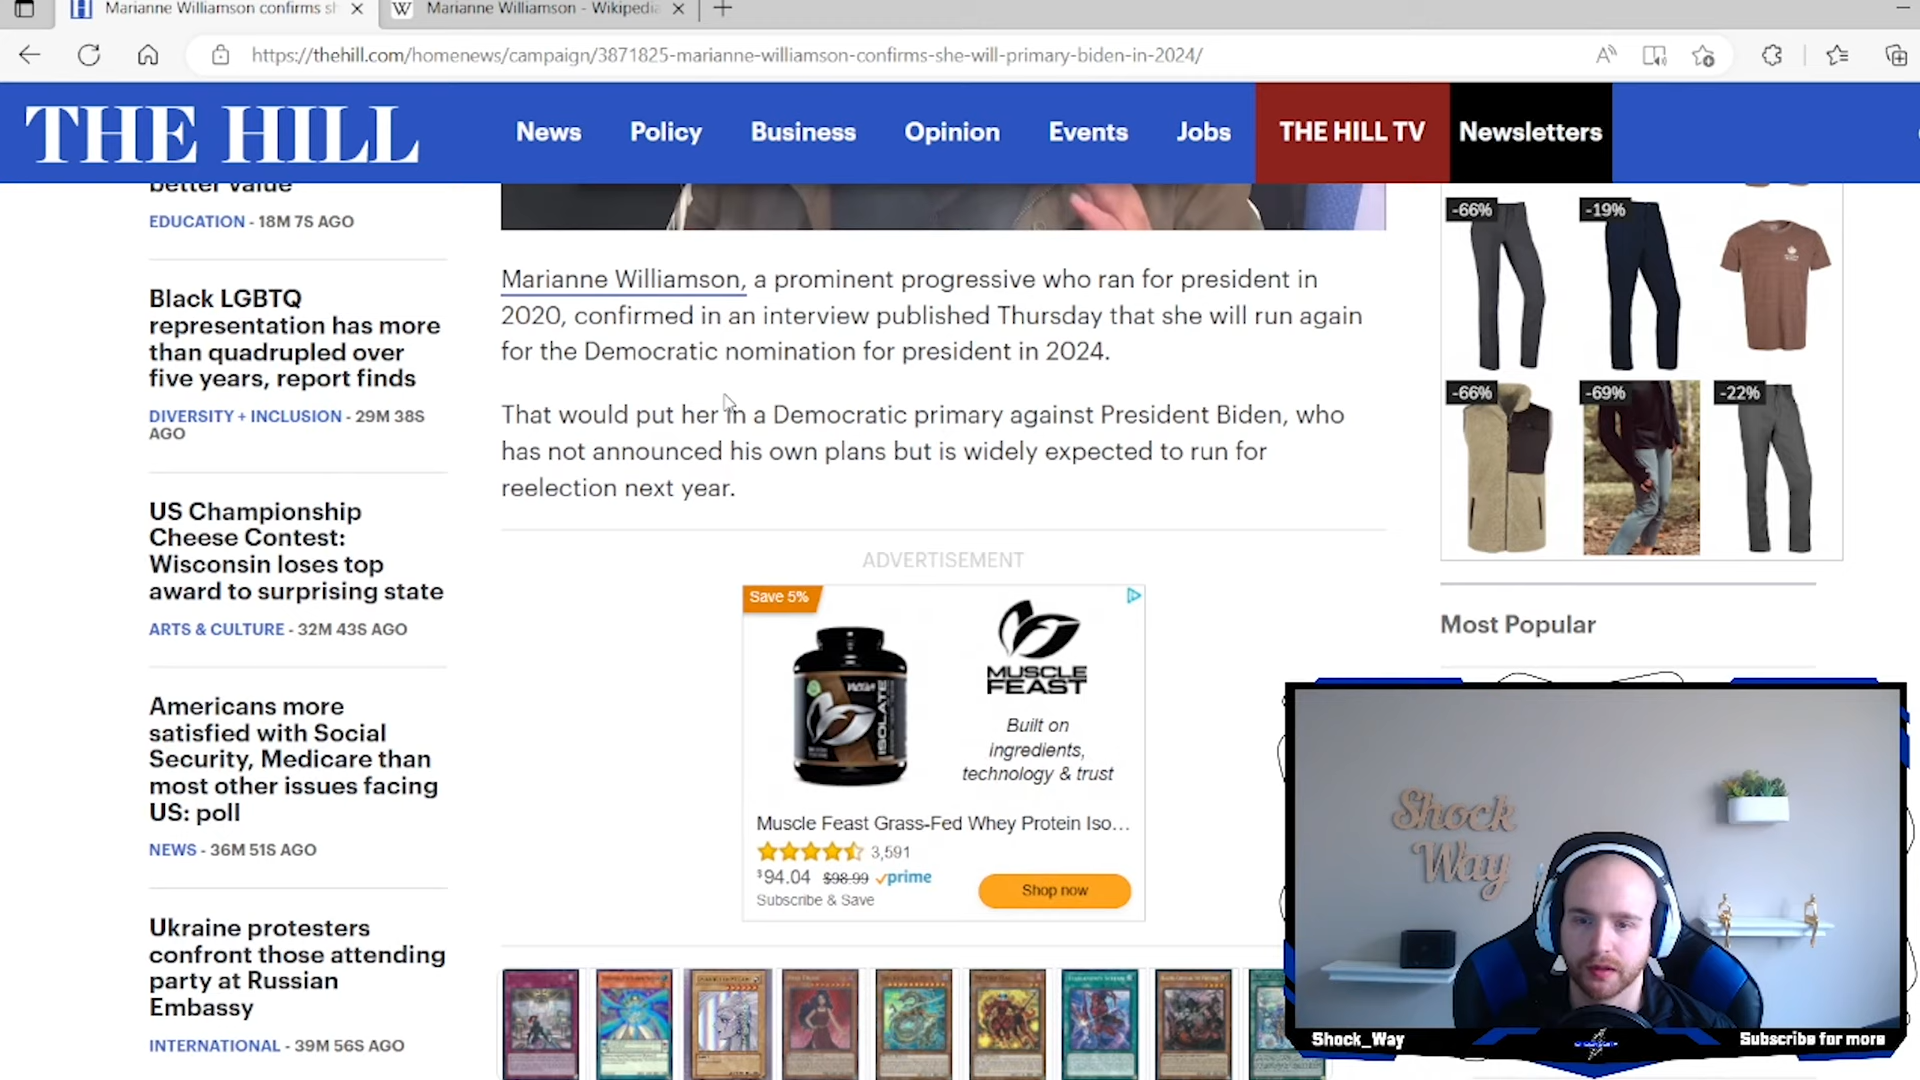 Marianne Williamson confirms sh
Marianne Williamson - Wikipedia
https://thehill.com/homenews/campaign/3871825-marianne-williamson-confirms-she-will-primary-biden-in-2024/
THE HILL
News
Policy
Business
Opinion
Events
Jobs
THE HILL TV
Newsletters
better value
EDUCATION - 18M 7S AGO
Black LGBTQ
representation has more
than quadrupled over
five years, report finds
DIVERSITY + INCLUSION - 29M 38S
AGO
US Championship
Cheese Contest:
Wisconsin loses top
award to surprising state
ARTS & CULTURE - 32M 43S AGO
Americans more
satisfied with Social
Security, Medicare than
most other issues facing
US: poll
NEWS - 36M 51S AGO
Ukraine protesters
confront those attending
party at Russian
Embassy
INTERNATIONAL - 39M 56S AGO
Marianne Williamson, a prominent progressive who ran for president in
2020, confirmed in an interview published Thursday that she will run again
for the Democratic nomination for president in 2024.
That would put her in a Democratic primary against President Biden, who
has not announced his own plans but is widely expected to run for
reelection next year.
ADVERTISEMENT
Save 5%
ISOLATE
MUSCLE
FEAST
Built on
ingredients,
technology & trust
Muscle Feast Grass-Fed Whey Protein Iso...
3,591
$94.04 $98.99 prime
Subscribe & Save
Shop now
-66%
-19%
-66%
-69%
-22%
Most Popular
Shock
Way
Shock_Way
Subscribe for more